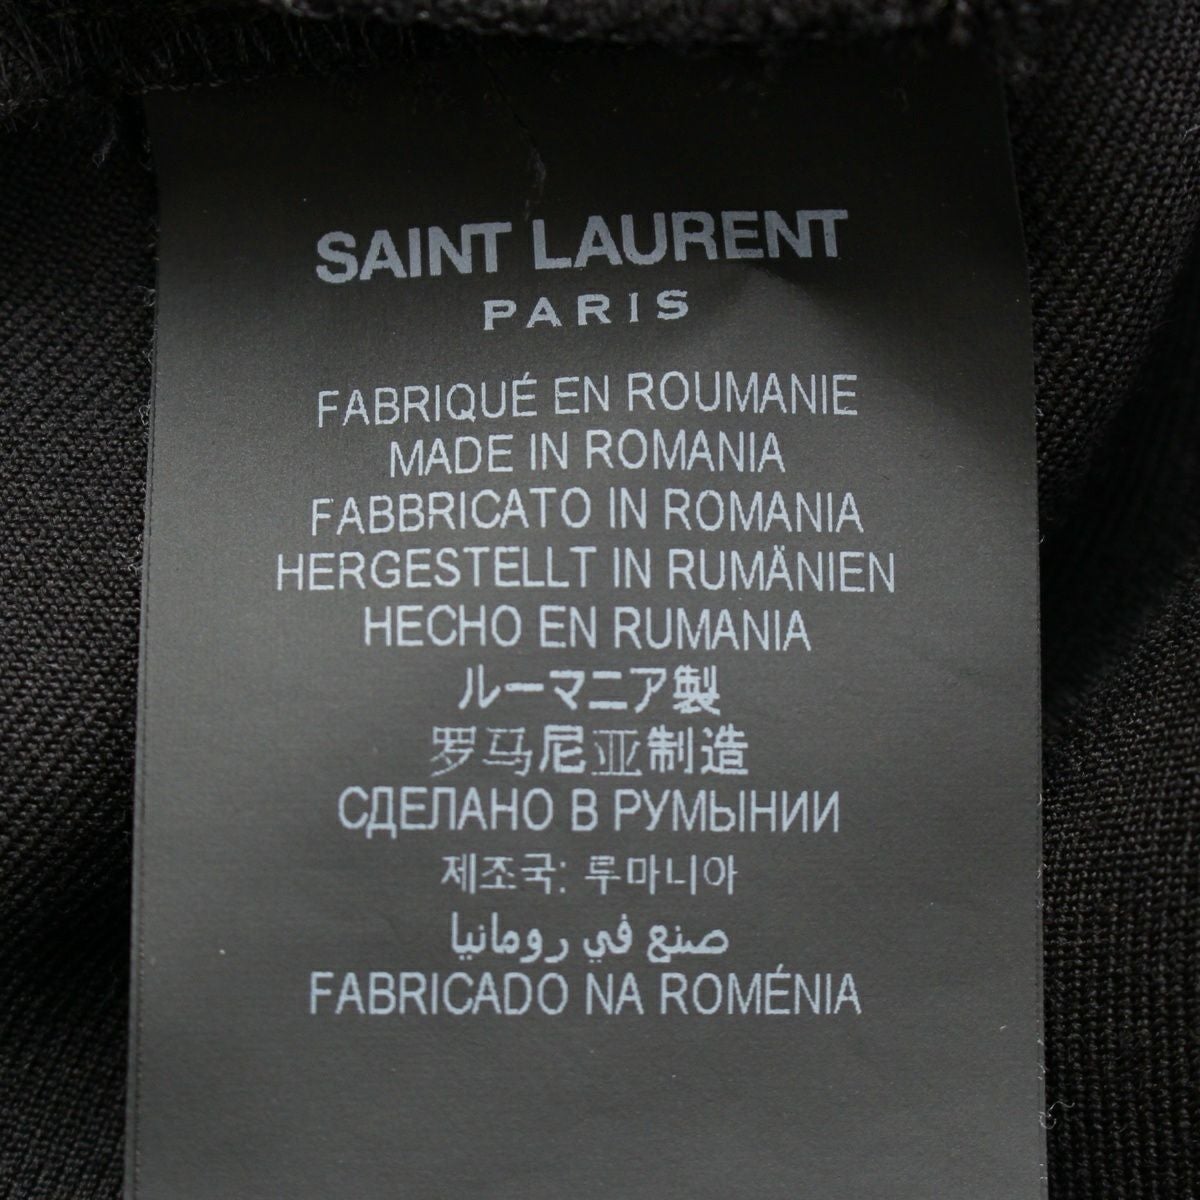 SAINT LAURENT
PARIS
FABRIQUÉ EN ROUMANIE
MADE IN ROMANIA
FABBRICATO IN ROMANIA
HERGESTELLT IN RUMÄNIEN
HECHO EN RUMANIA
ルーマニア製
罗马尼亚制造
СДЕЛАНО В РУМЫНИИ
제조국: 루마니아
صنع في رومانيا
FABRICADO NA ROMÉNIA